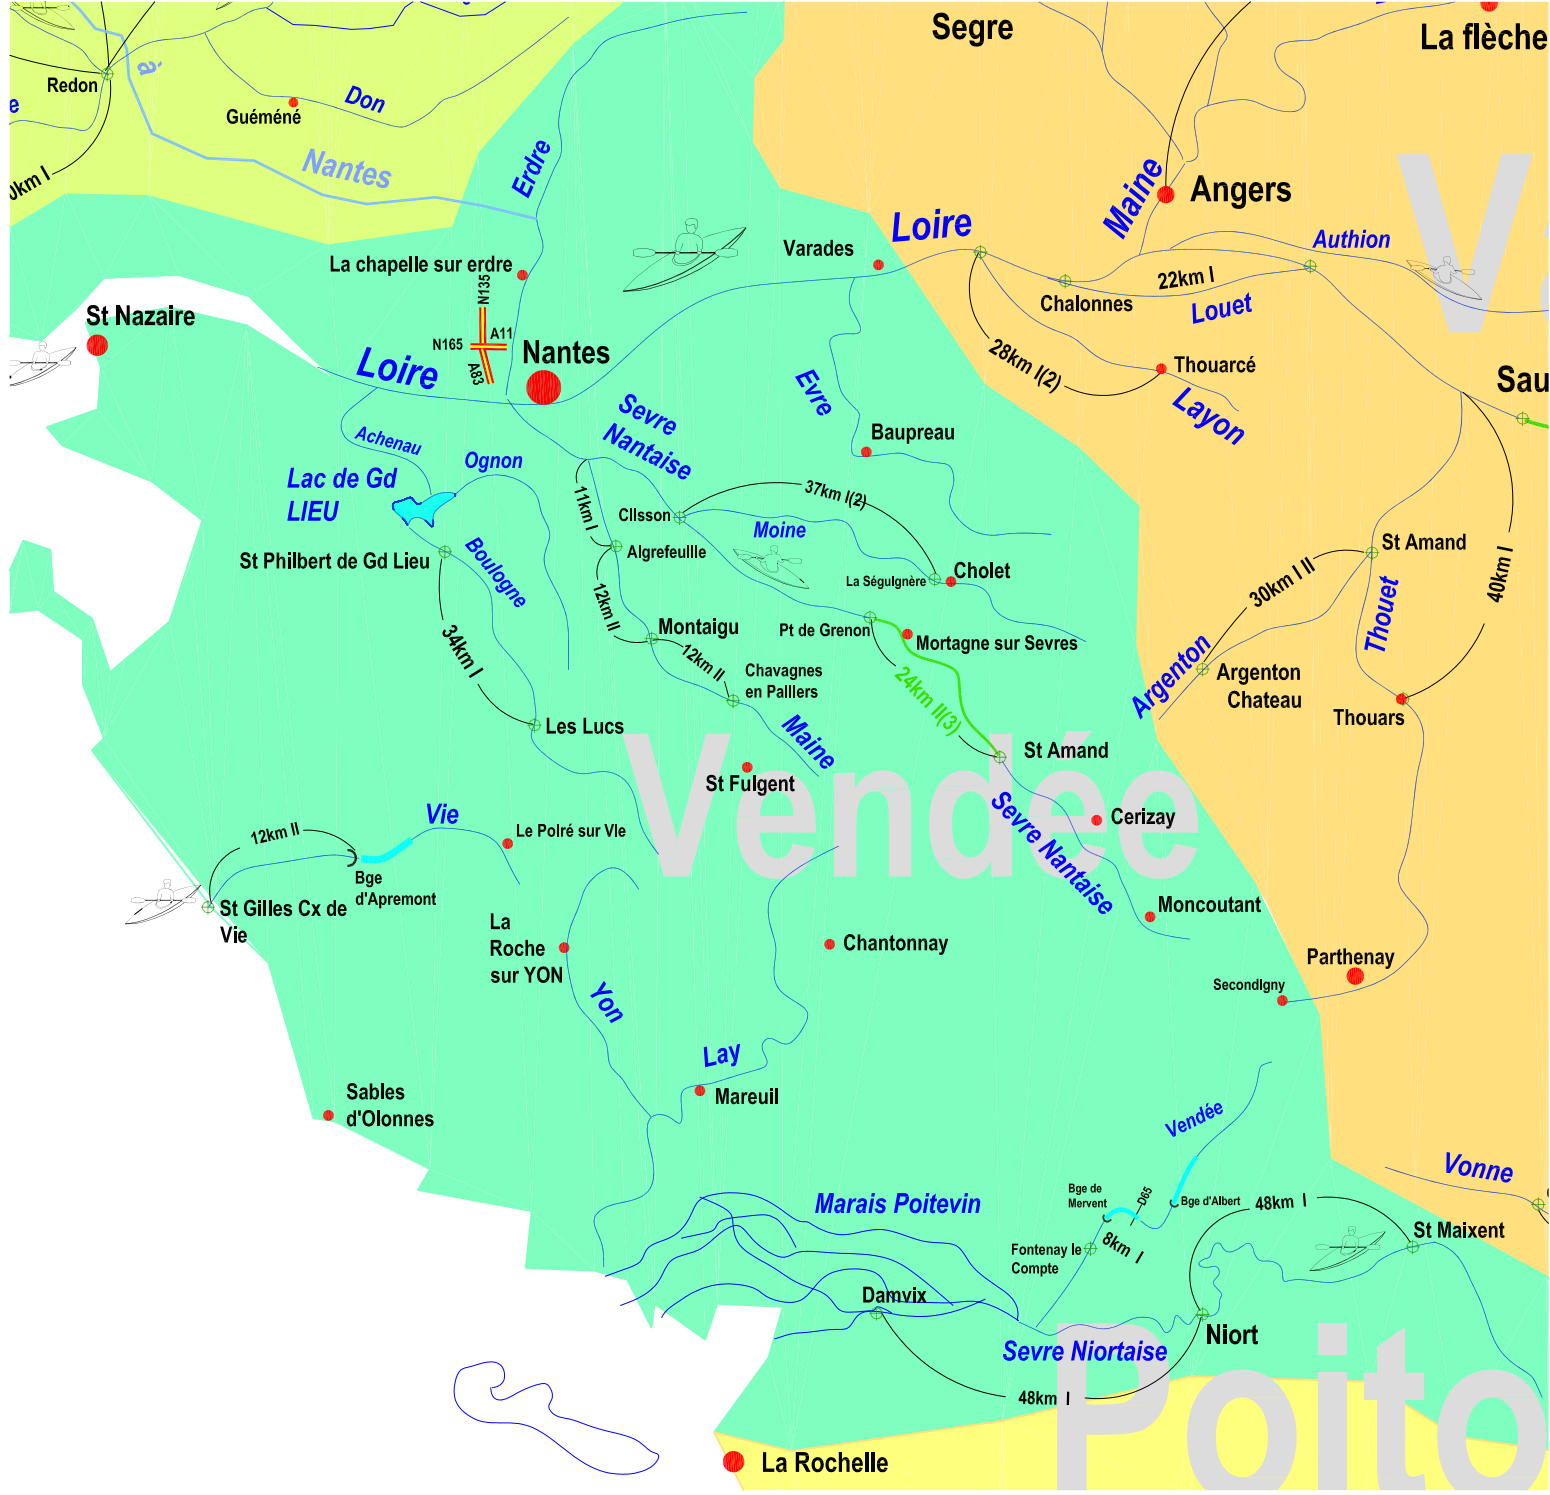 Segre
La flèche
Redon
à
Guéméné
Don
Nantes
Erdre
0km I
e
Maine
Angers
Loire
Varades
Authion
La chapelle sur erdre
N135
22km I
Chalonnes
Louet
St Nazaire
N165
A11
A83
Nantes
Loire
28km I(2)
Thouarcé
Layon
Sau
Evre
Sevre
Nantaise
Baupreau
Achenau
Ognon
Lac de Gd
LIEU
11km I
37km I(2)
Clisson
Moine
Aigrefeuille
St Philbert de Gd Lieu
Boulogne
La Séguignère
Cholet
St Amand
30km I II
40km I
Thouet
12km II
Montaigu
Pt de Grenon
Mortagne sur Sevres
34km I
12km II
Chavagnes
en Paillers
24km II(3)
Argenton
Argenton
Chateau
Thouars
Les Lucs
Maine
St Amand
Vendée
St Fulgent
Sevre Nantaise
Cerizay
Vie
12km II
Le Poiré sur Vie
Bge
d'Apremont
St Gilles Cx de
Vie
La
Roche
sur YON
Chantonnay
Moncoutant
Parthenay
Secondigny
Yon
Lay
Mareuil
Sables
d'Olonnes
Vendée
Vonne
Marais Poitevin
Bge de
Mervent
D65
Bge d'Albert
48km I
St Maixent
Fontenay le
Compte
8km I
Damvix
Niort
Sevre Niortaise
48km I
Poito
La Rochelle